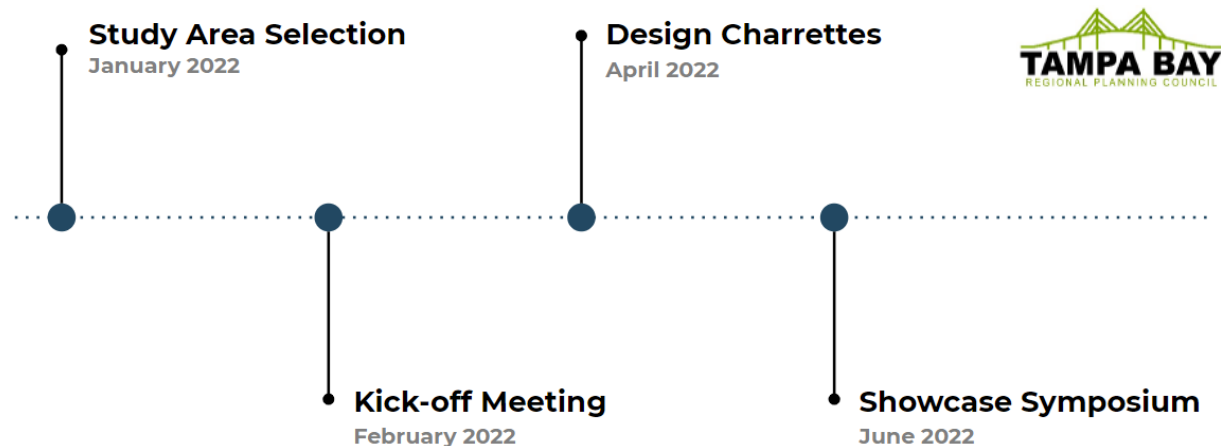 Study Area Selection
January 2022
Design Charrettes
April 2022
TAMPA BAY
REGIONAL PLANNING COUNCIL
Kick-off Meeting
February 2022
Showcase Symposium
June 2022